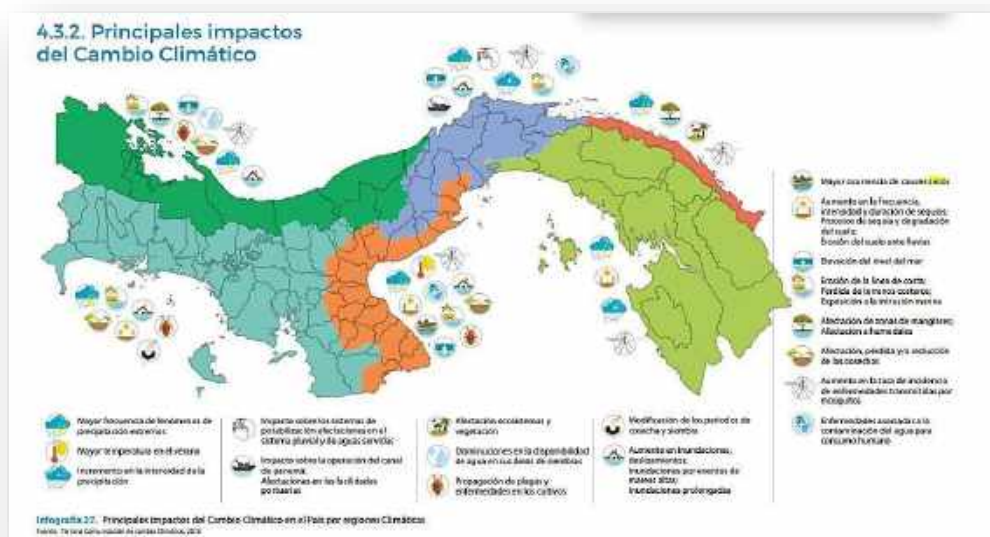 4.3.2. Principales impactos
del Cambio Climático
Mayor ocurrencia de
Aumento en la frecuencia,
intensidad y duración de sequías;
Procesos de sequía y degradación
del suelo;
Erosión del suelo ante lluvias
Elevación del nivel del mar
Erosión de la línea de costa;
Pérdida de terrenos costeros;
Exposición a la intrusión marina
Afectación de zonas de manglares;
Afectación a humedales
Afectación, pérdida y/o reducción
de las cosechas
Aumento en la tasa de incidencia
de enfermedades transmitidas por
mosquitos
Enfermedades asociadas a la
contaminación del agua para
consumo humano
Mayor frecuencia de fenómenos de
precipitación extremos
Mayor temperatura en el verano
Incremento en la intensidad de la
precipitación
Impacto sobre los sistemas de
potabilización afectaciones en el
sistema pluvial y de aguas servidas
Impacto sobre la operación del canal
de panamá;
Afectaciones en las facilidades
portuarias
Afectación ecosistemas y
vegetación
Disminuciones en la disponibilidad
de agua en sus áreas de siembras
Propagación de plagas y
enfermedades en los cultivos
Modificación de los periodos de
cosecha y siembra
Aumento en inundaciones,
deslizamientos;
Inundaciones por eventos de
mareas altas;
Inundaciones prolongadas
Infografía 27. Principales impactos del Cambio Climático en el País por regiones Climáticas